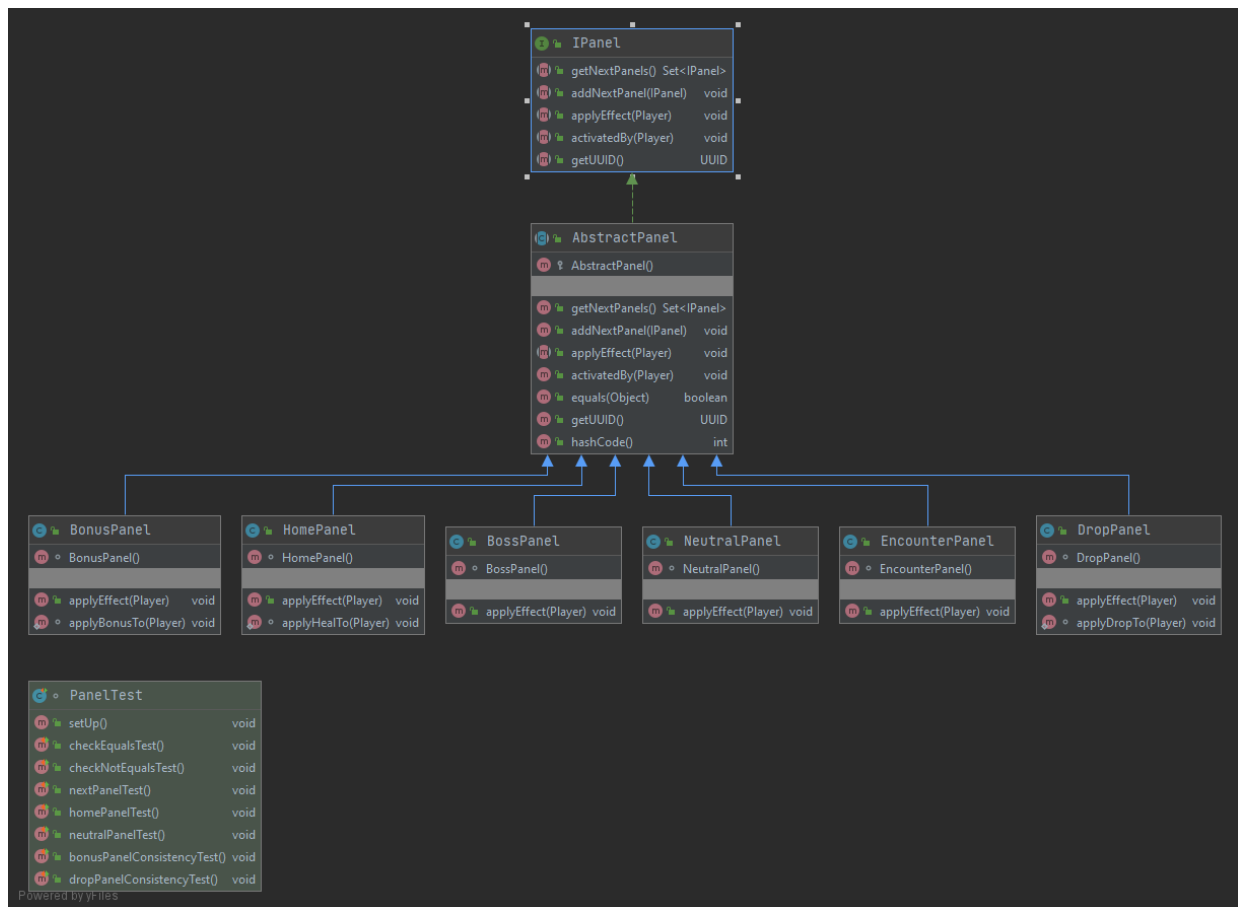 IPanel
getNextPanels() Set<IPanel>
addNextPanel(IPanel) void
applyEffect(Player) void
activatedBy(Player) void
getUUID() UUID
AbstractPanel
AbstractPanel()
getNextPanels() Set<IPanel>
addNextPanel(IPanel) void
applyEffect(Player) void
activatedBy(Player) void
equals(Object) boolean
getUUID() UUID
hashCode() int
BonusPanel
BonusPanel()
applyEffect(Player) void
applyBonusTo(Player) void
HomePanel
HomePanel()
applyEffect(Player) void
applyHealTo(Player) void
BossPanel
BossPanel()
applyEffect(Player) void
NeutralPanel
NeutralPanel()
applyEffect(Player) void
EncounterPanel
EncounterPanel()
applyEffect(Player) void
DropPanel
DropPanel()
applyEffect(Player) void
applyDropTo(Player) void
PanelTest
setUp() void
checkEqualsTest() void
checkNotEqualsTest() void
nextPanelTest() void
homePanelTest() void
neutralPanelTest() void
bonusPanelConsistencyTest() void
dropPanelConsistencyTest() void
Powered by yFiles